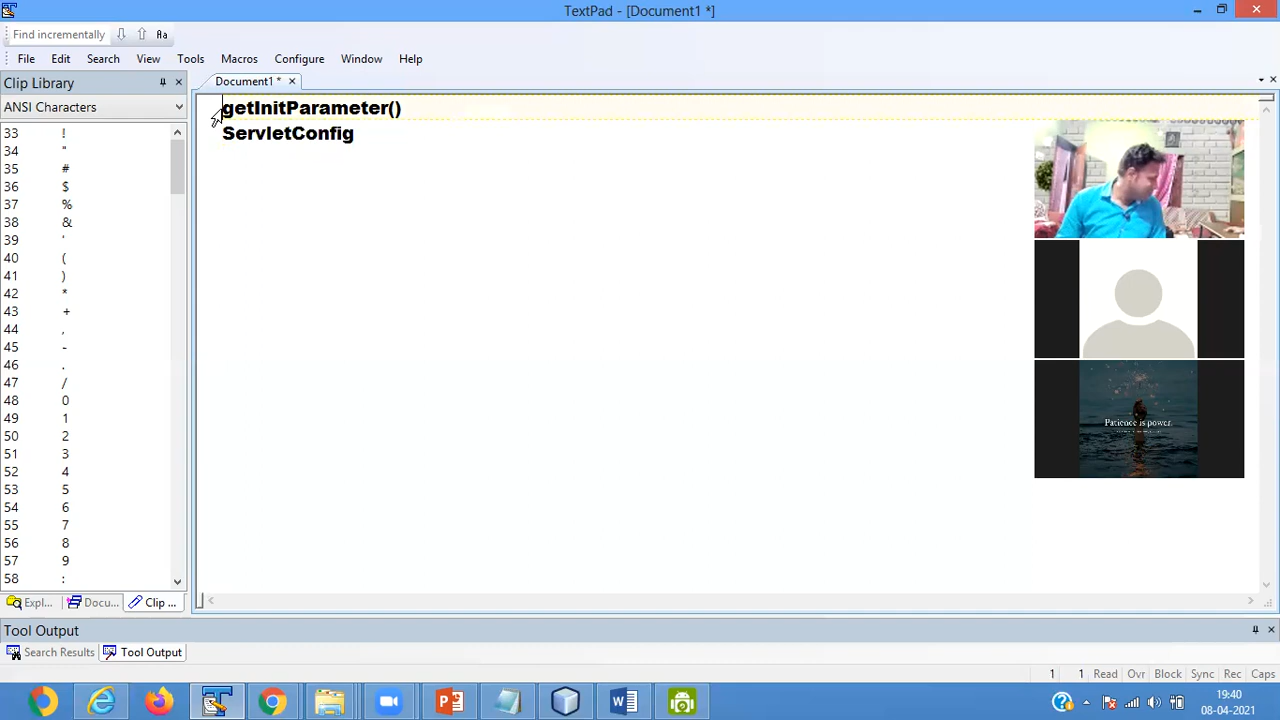 TextPad - [Document1 *]
Find incrementally
Aa
File Edit Search View Tools Macros Configure Window Help
Clip Library
Document1 *
ANSI Characters
getInitParameter()
ServletConfig
33 !
34 "
35 #
36 $
37 %
38 &
39 '
40 (
41 )
42 *
43 +
44 ,
45 -
46 .
47 /
48 0
49 1
50 2
51 3
52 4
53 5
54 6
55 7
56 8
57 9
58 :
Patience is power.
Expl... Docu... Clip ...
Tool Output
Search Results Tool Output
1 1 Read Ovr Block Sync Rec Caps
19:40
08-04-2021